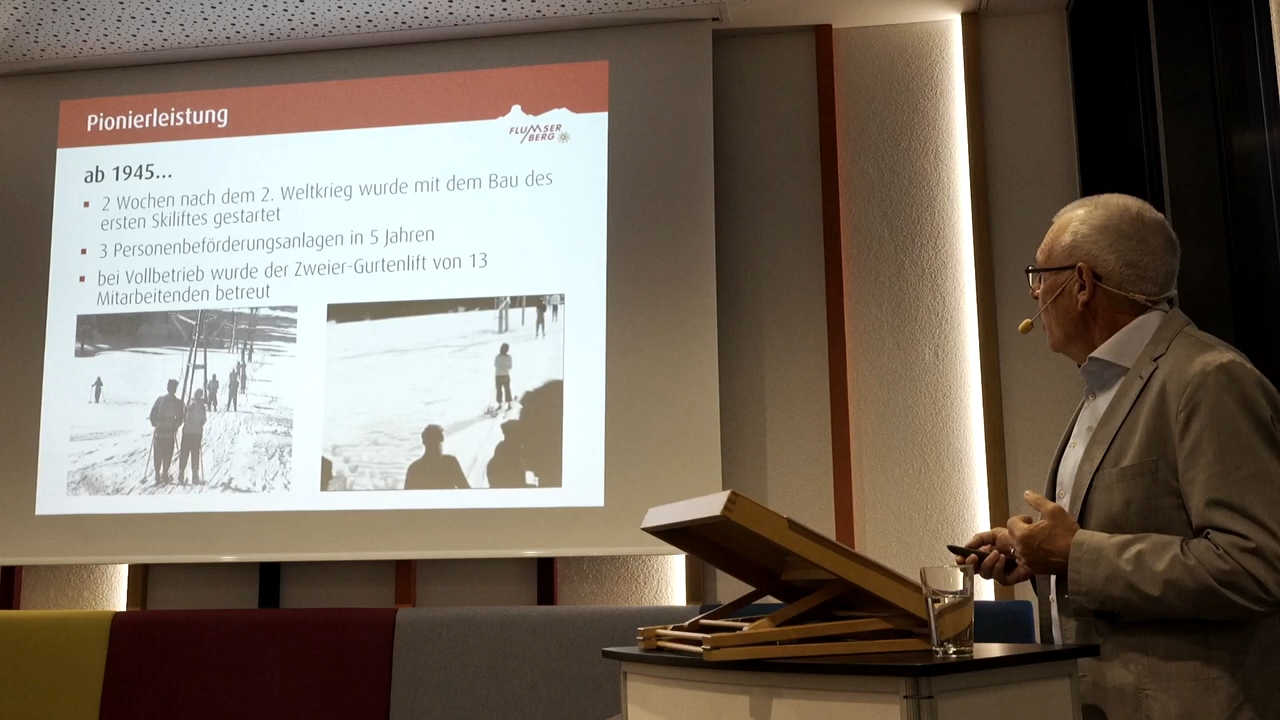 Pionierleistung
FLUMSER
BERG
ab 1945...
2 Wochen nach dem 2. Weltkrieg wurde mit dem Bau des
ersten Skiliftes gestartet
3 Personenbeförderungsanlagen in 5 Jahren
bei Vollbetrieb wurde der Zweier-Gurtenlift von 13
Mitarbeitenden betreut